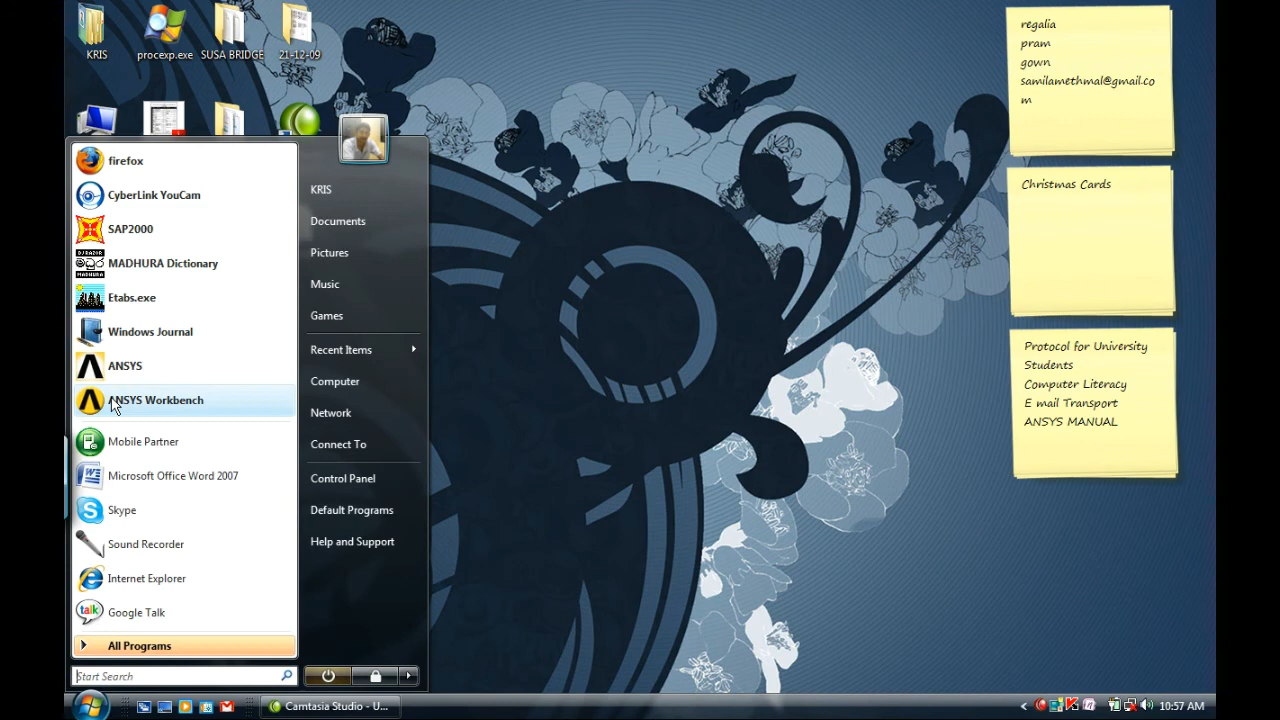 KRIS
procexp.exe
SUSA BRIDGE
21-12-09
regalia
pram
gown
samilamethmal@gmail.co
m
Christmas Cards
Protocol for University
Students
Computer Literacy
E mail Transport
ANSYS MANUAL
firefox
CyberLink YouCam
SAP2000
MADHURA Dictionary
Etabs.exe
Windows Journal
ANSYS
ANSYS Workbench
Mobile Partner
Microsoft Office Word 2007
Skype
Sound Recorder
Internet Explorer
talk
Google Talk
All Programs
Start Search
KRIS
Documents
Pictures
Music
Games
Recent Items
Computer
Network
Connect To
Control Panel
Default Programs
Help and Support
Camtasia Studio - U...
10:57 AM